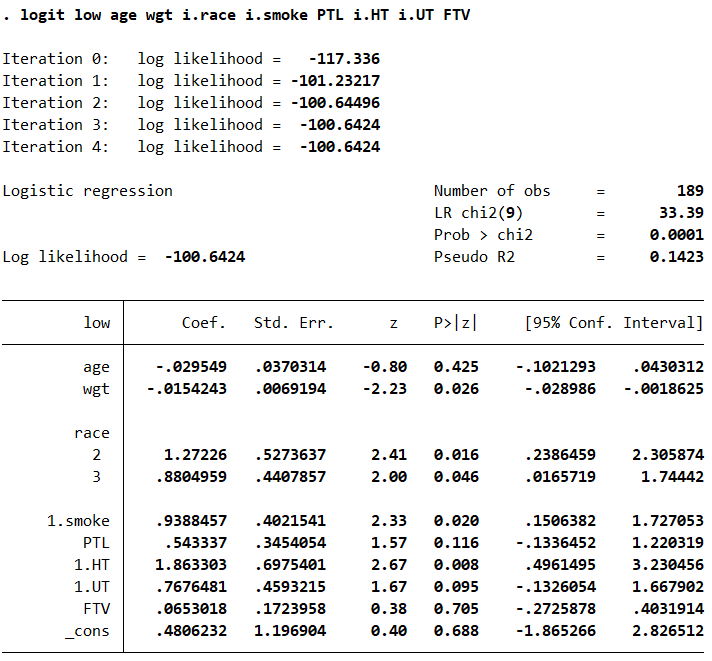 . logit low age wgt i.race i.smoke PTL i.HT i.UT FTV
Iteration 0:   log likelihood =   -117.336
Iteration 1:   log likelihood = -101.23217
Iteration 2:   log likelihood = -100.64496
Iteration 3:   log likelihood =  -100.6424
Iteration 4:   log likelihood =  -100.6424
Logistic regression                             Number of obs     =        189
LR chi2(9)        =      33.39
Prob > chi2       =     0.0001
Log likelihood =  -100.6424                     Pseudo R2         =     0.1423
low       Coef.   Std. Err.      z    P>|z|     [95% Conf. Interval]
age    -.029549   .0370314    -0.80   0.425    -.1021293    .0430312
wgt   -.0154243   .0069194    -2.23   0.026     -.028986   -.0018625
race
2     1.27226   .5273637     2.41   0.016     .2386459    2.305874
3    .8804959   .4407857     2.00   0.046     .0165719     1.74442
1.smoke    .9388457   .4021541     2.33   0.020     .1506382    1.727053
PTL     .543337   .3454054     1.57   0.116    -.1336452    1.220319
1.HT    1.863303   .6975401     2.67   0.008     .4961495    3.230456
1.UT    .7676481   .4593215     1.67   0.095    -.1326054    1.667902
FTV    .0653018   .1723958     0.38   0.705    -.2725878    .4031914
_cons    .4806232   1.196904     0.40   0.688    -1.865266    2.826512